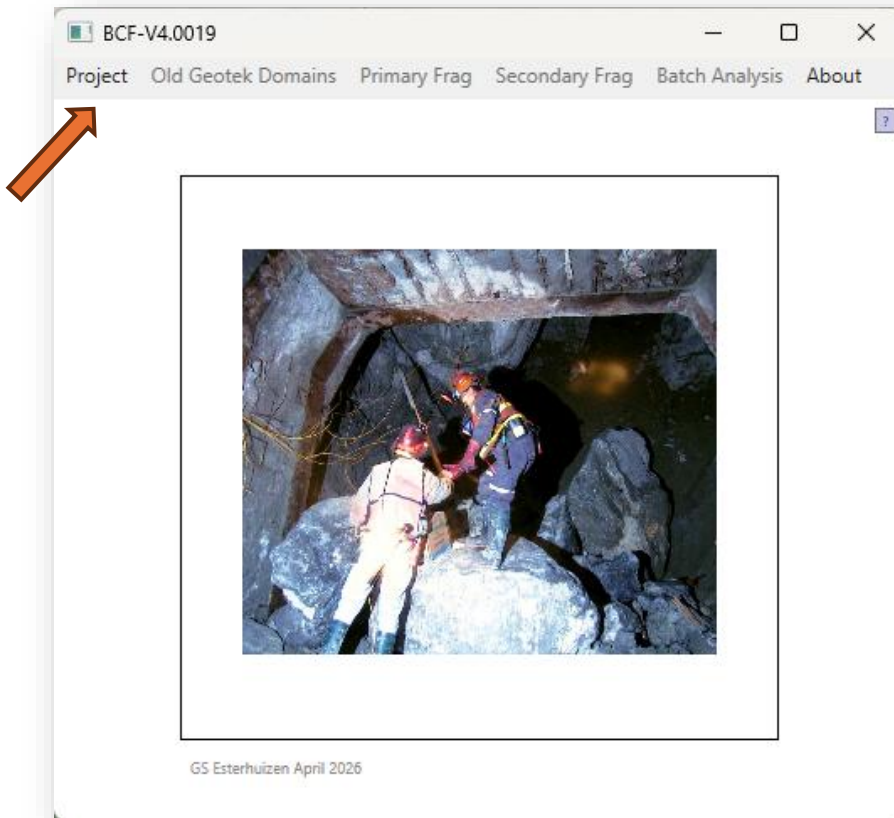 BCF-V4.0019
Project Old Geotek Domains Primary Frag Secondary Frag Batch Analysis About
?
GS Esterhuizen April 2026